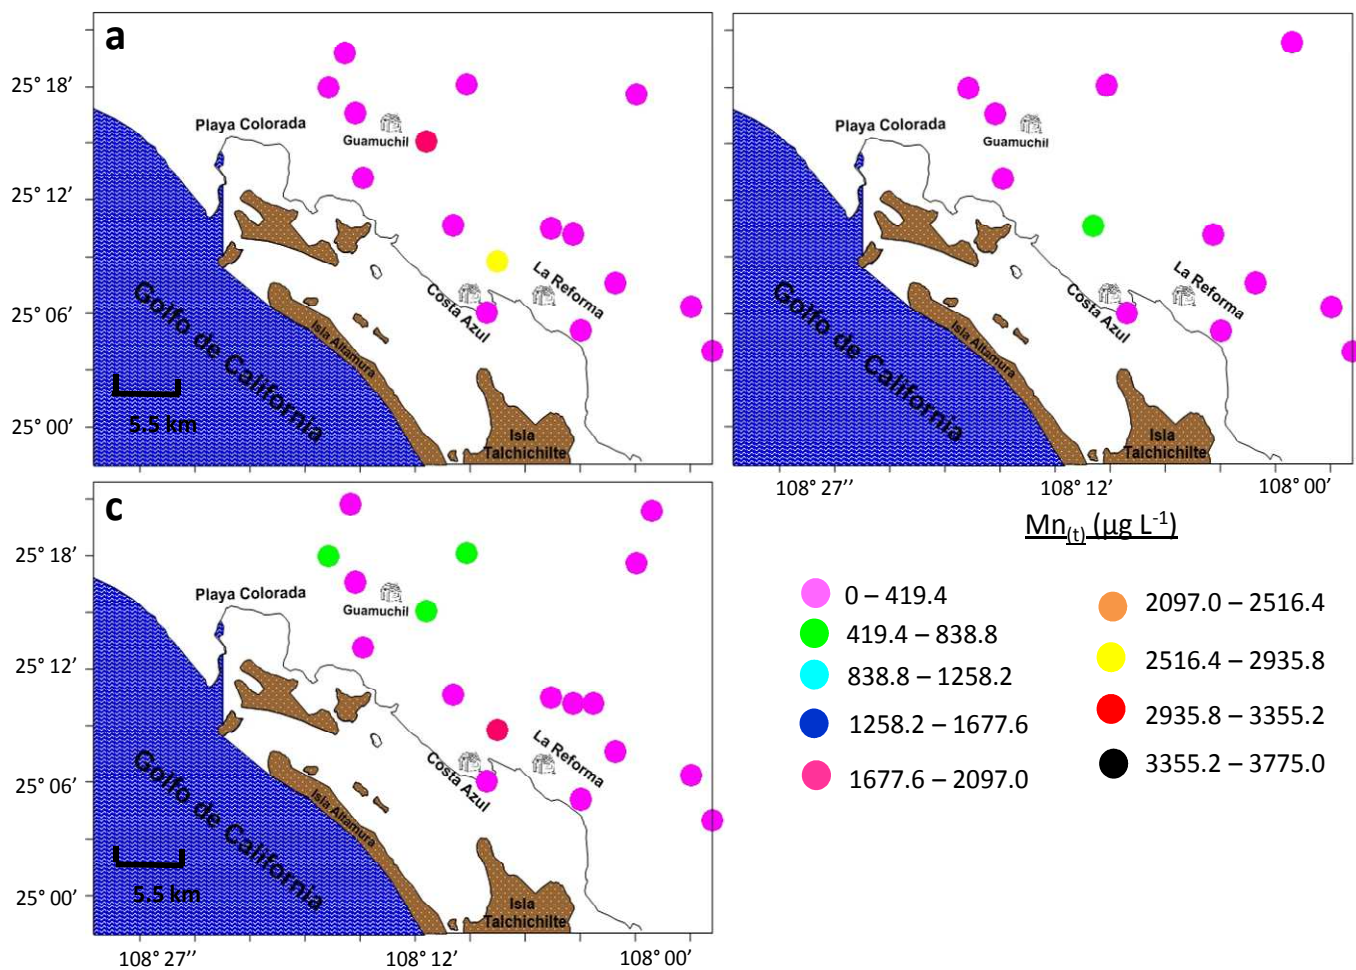 a
25° 18’
25° 12’
25° 06’
25° 00’
Playa Colorada
Guamuchil
La Reforma
Costa Azul
Isla Altamura
Golfo de California
5.5 km
Isla
Talchichilte
Playa Colorada
Guamuchil
La Reforma
Costa Azul
Isla Altamura
Golfo de California
Isla
Talchichilte
108° 27’’
108° 12’
108° 00’
c
25° 18’
25° 12’
25° 06’
25° 00’
Playa Colorada
Guamuchil
La Reforma
Costa Azul
Isla Altamura
Golfo de California
5.5 km
Isla
Talchichilte
108° 27’’
108° 12’
108° 00’
Mn(t) (µg L-1)
0 – 419.4
419.4 – 838.8
838.8 – 1258.2
1258.2 – 1677.6
1677.6 – 2097.0
2097.0 – 2516.4
2516.4 – 2935.8
2935.8 – 3355.2
3355.2 – 3775.0